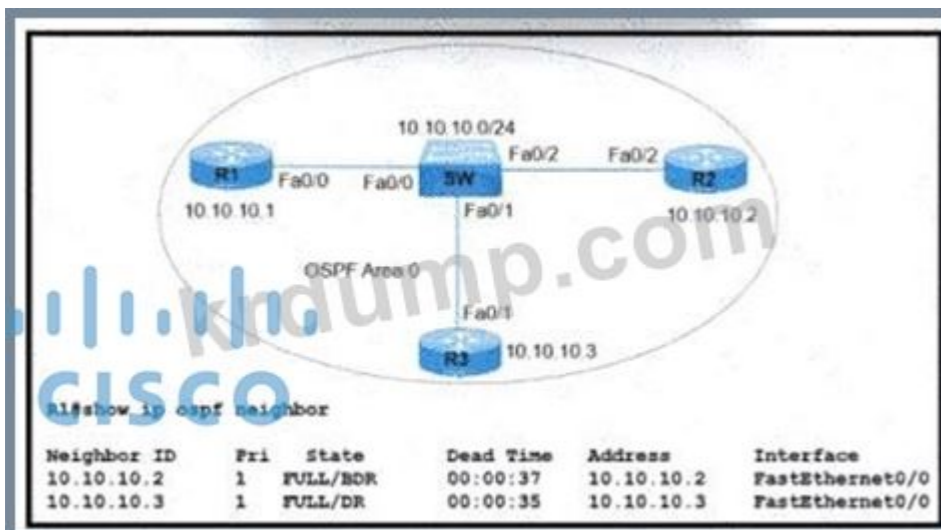 10.10.10.0/24
R1
Fa0/0
Fa0/0
SW
Fa0/2
Fa0/2
R2
10.10.10.1
Fa0/1
10.10.10.2
OSPF Area 0
krdump.com
Fa0/1
R3
10.10.10.3
CISCO
R1#show ip ospf neighbor
Neighbor ID Pri State Dead Time Address Interface
10.10.10.2 1 FULL/BDR 00:00:37 10.10.10.2 FastEthernet0/0
10.10.10.3 1 FULL/DR 00:00:35 10.10.10.3 FastEthernet0/0